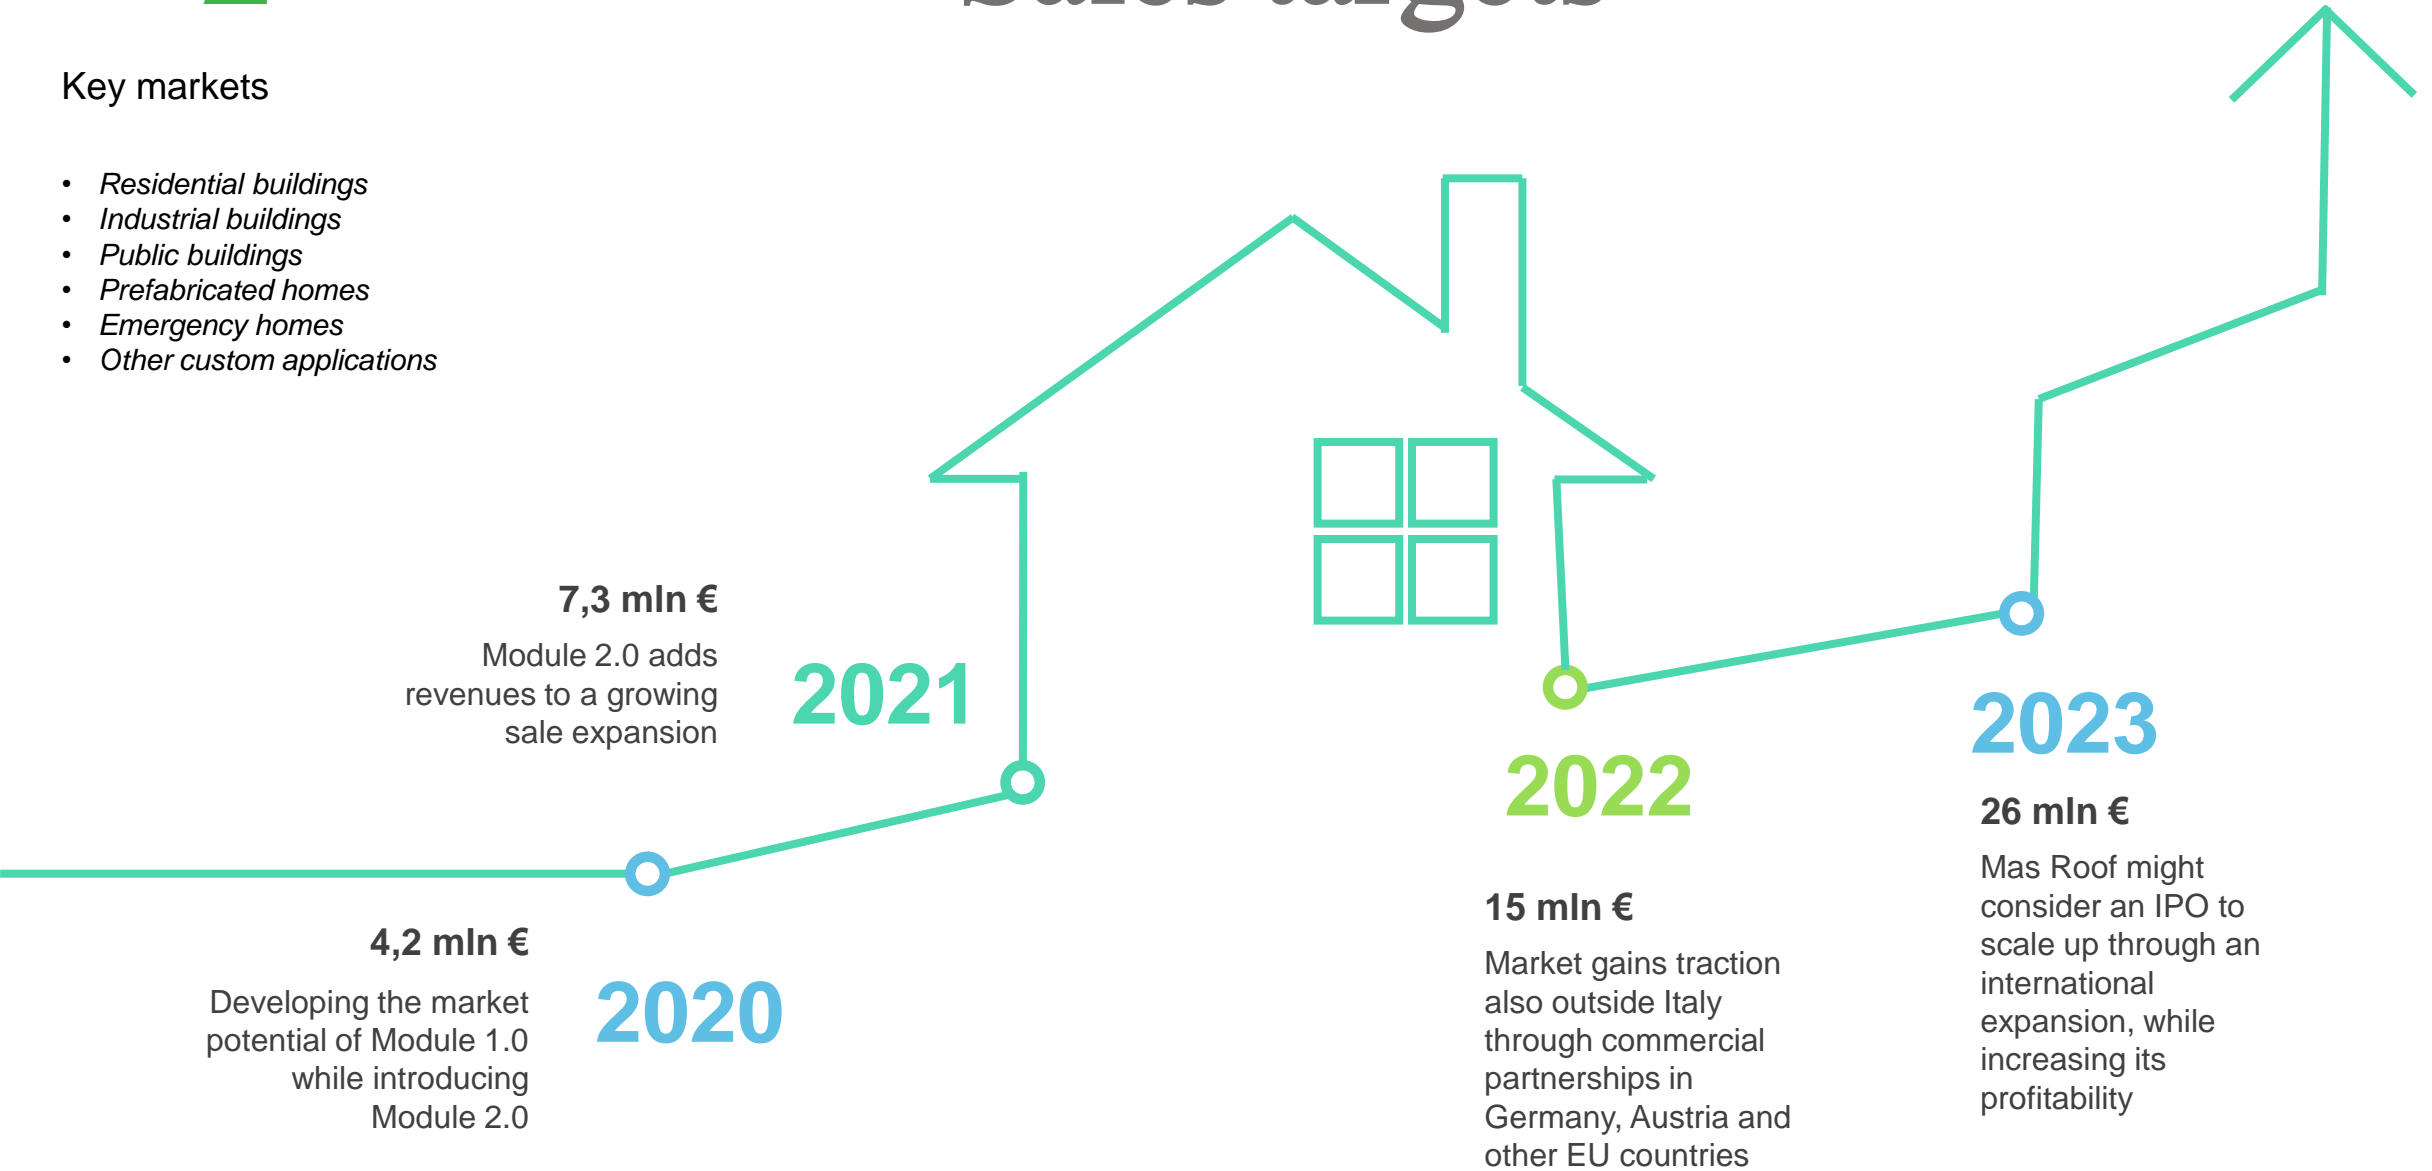 Sales targets
Key markets
• Residential buildings
• Industrial buildings
• Public buildings
• Prefabricated homes
• Emergency homes
• Other custom applications
7,3 mln €
Module 2.0 adds
revenues to a growing
sale expansion
2021
4,2 mln €
Developing the market
potential of Module 1.0
while introducing
Module 2.0
2020
2022
15 mln €
Market gains traction
also outside Italy
through commercial
partnerships in
Germany, Austria and
other EU countries
2023
26 mln €
Mas Roof might
consider an IPO to
scale up through an
international
expansion, while
increasing its
profitability